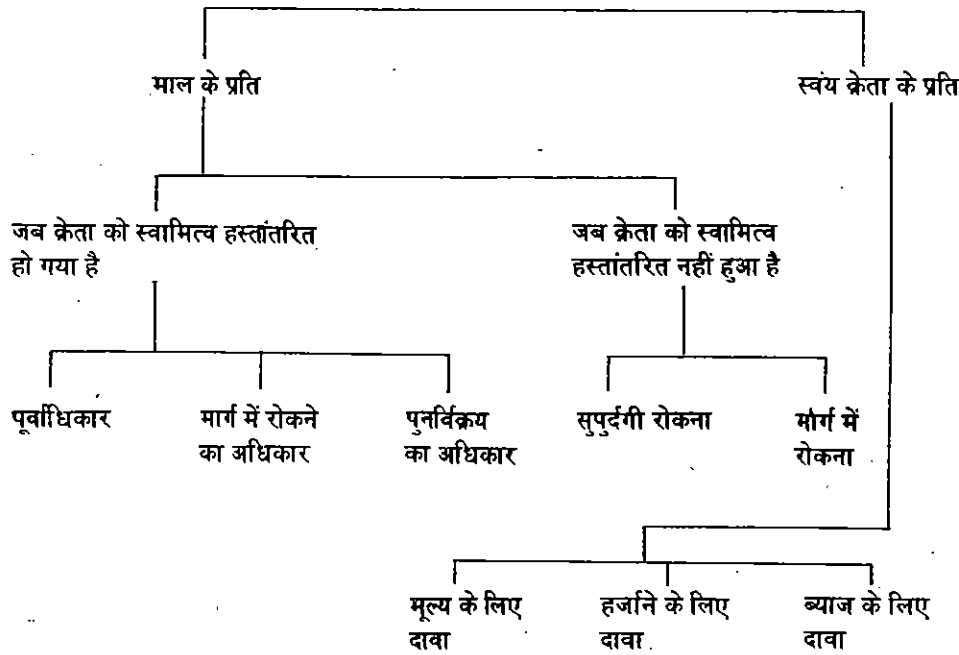 माल के प्रति
स्वंय क्रेता के प्रति
जब क्रेता को स्वामित्व हस्तांतरित
हो गया है
जब क्रेता को स्वामित्व
हस्तांतरित नहीं हुआ है
पूर्वाधिकार
मार्ग में रोकने
का अधिकार
पुनर्विक्रय
का अधिकार
सुपुर्दगी रोकना
मार्ग में
रोकना
मूल्य के लिए
दावा
हर्जाने के लिए
दावा
ब्याज के लिए
दावा